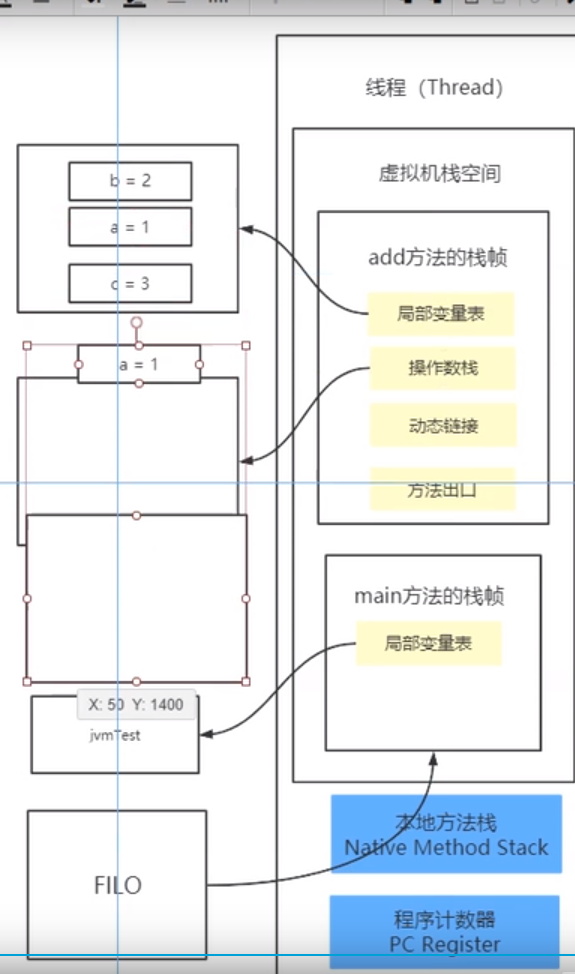 线程（Thread）
虚拟机栈空间
b = 2
a = 1
c = 3
add方法的栈帧
局部变量表
操作数栈
动态链接
方法出口
a = 1
main方法的栈帧
局部变量表
X: 50 Y: 1400
jvmTest
本地方法栈
Native Method Stack
FILO
程序计数器
PC Register